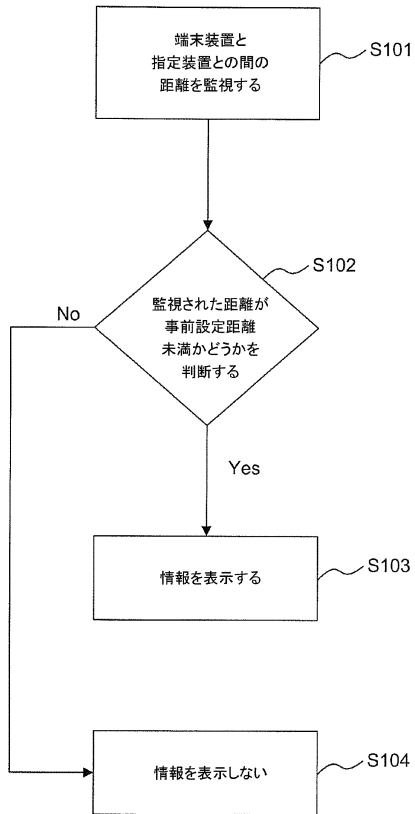 端末装置と
指定装置との間の
距離を監視する
S101
S102
監視された距離が
事前設定距離
未満かどうかを
判断する
No
Yes
情報を表示する
S103
情報を表示しない
S104